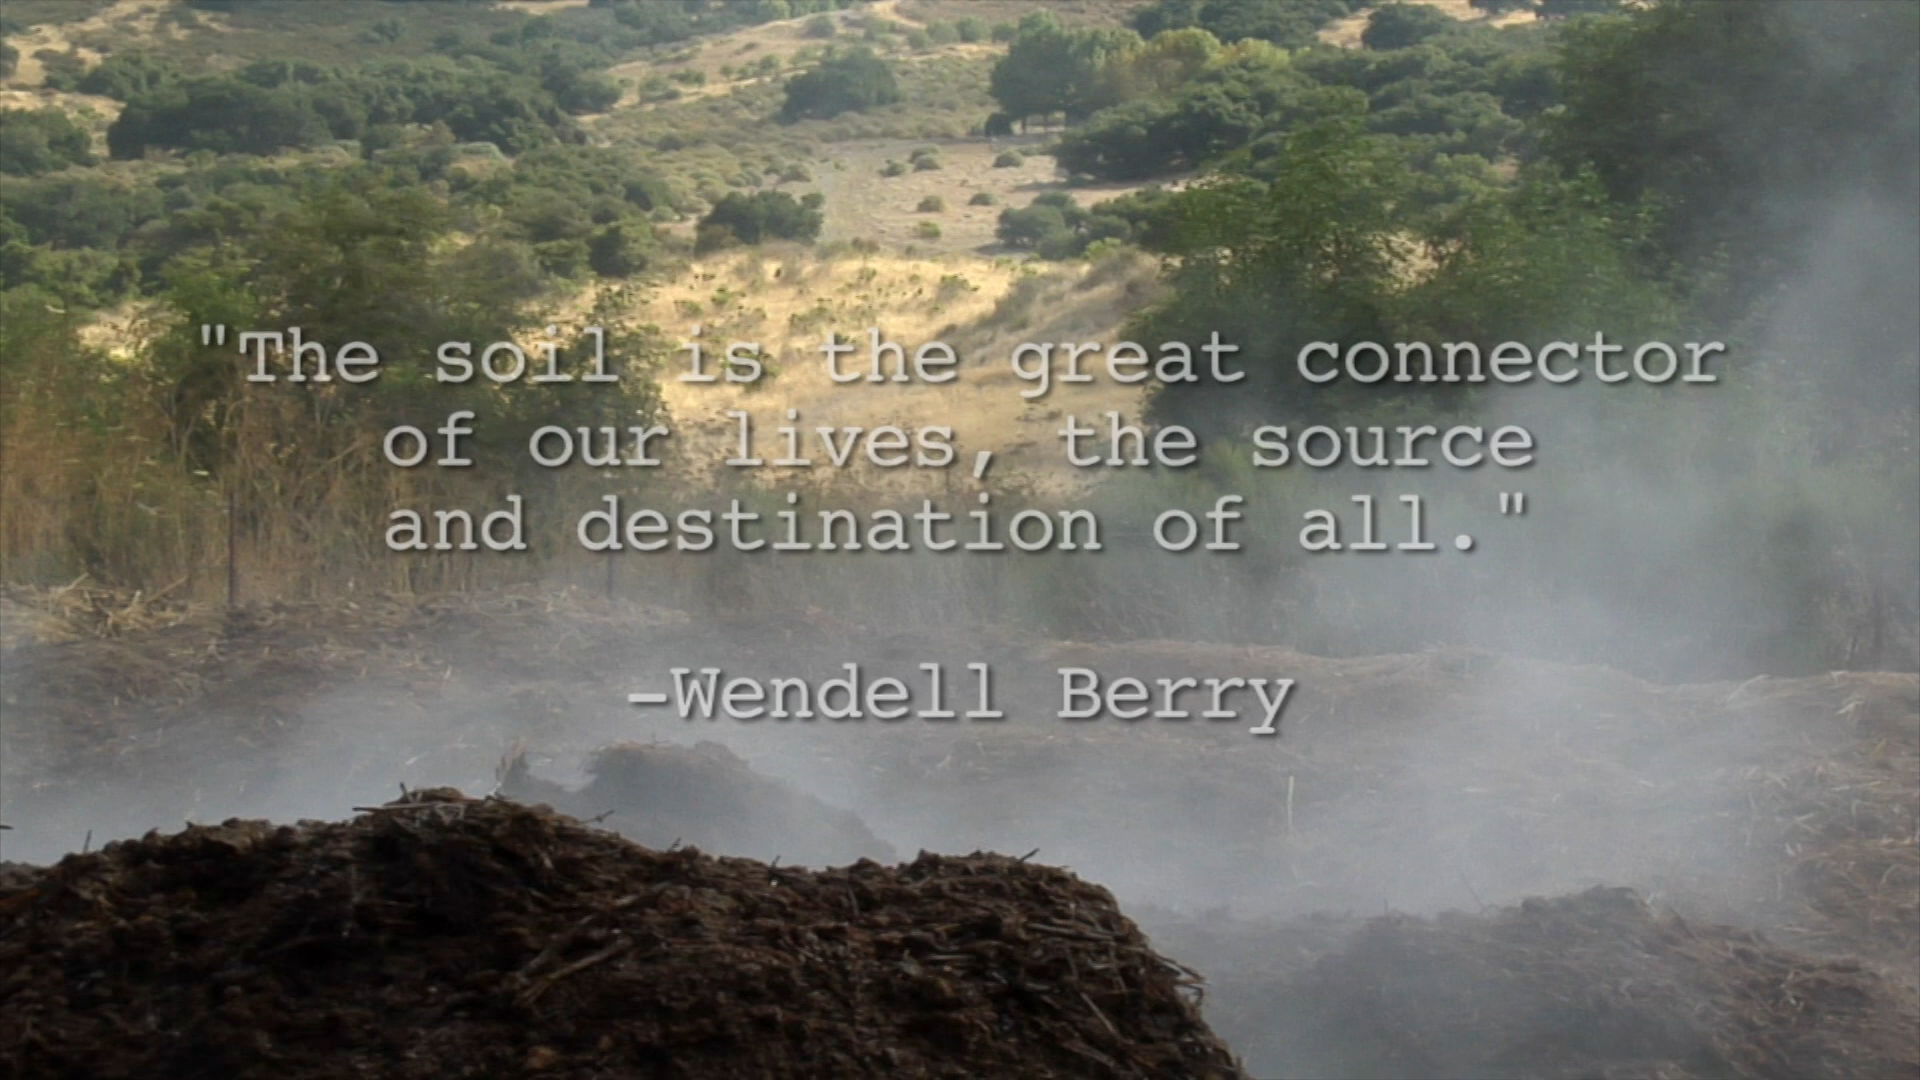 "The soil is the great connector
of our lives, the source
and destination of all."
-Wendell Berry